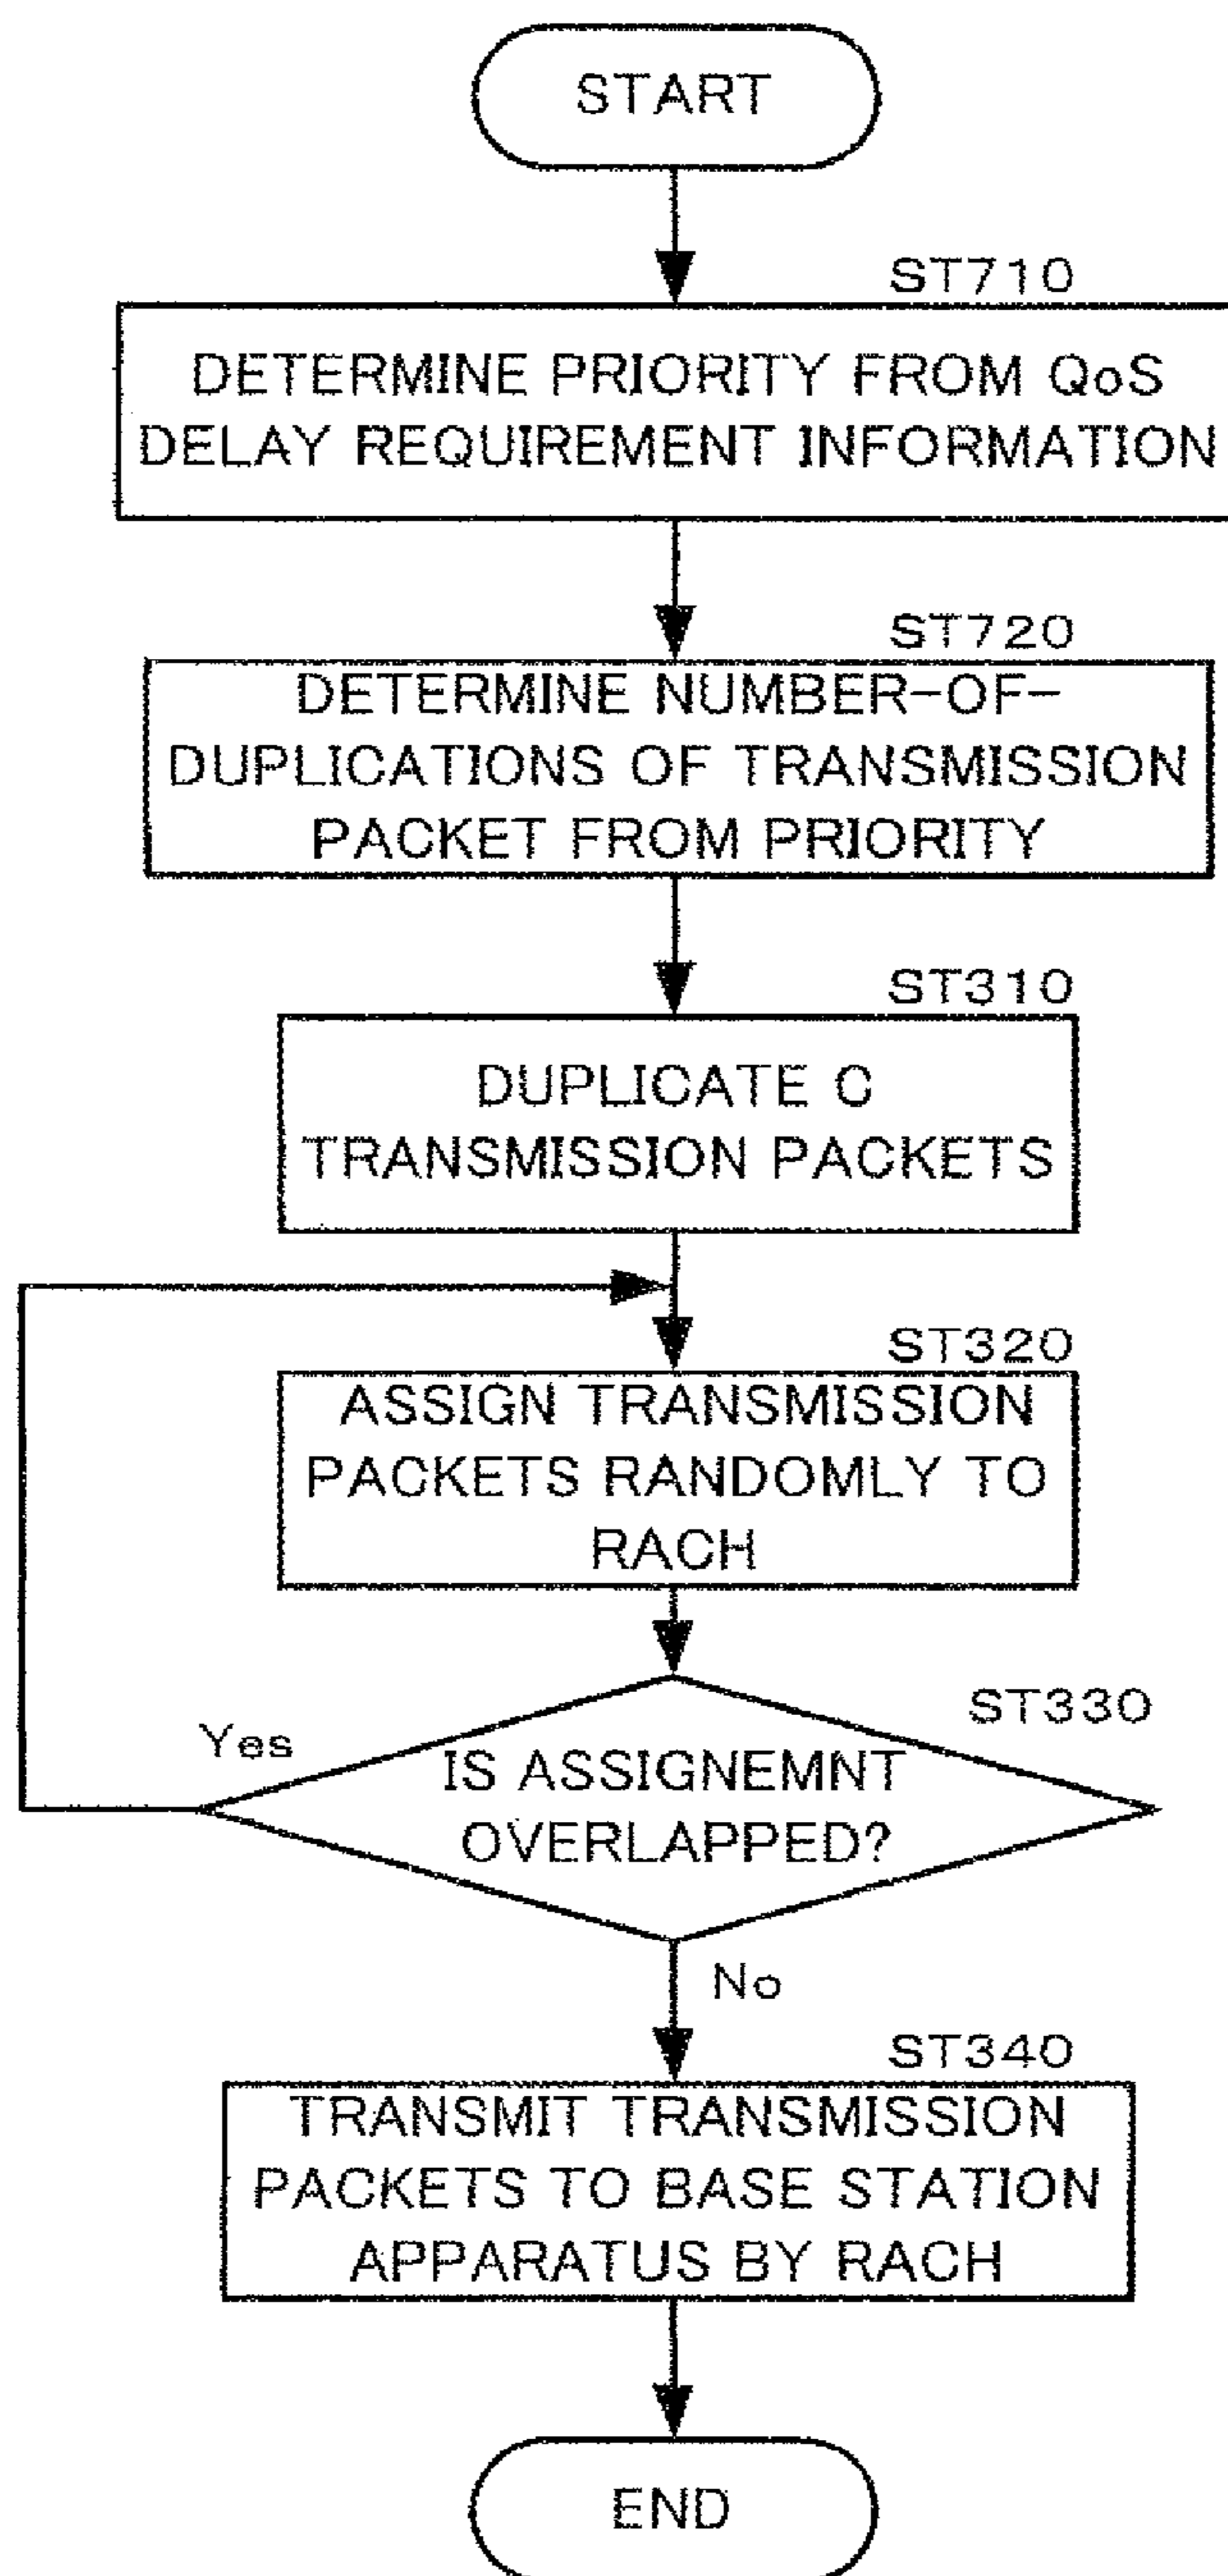 START
ST710
DETERMINE PRIORITY FROM QoS
DELAY REQUIREMENT INFORMATION
ST720
DETERMINE NUMBER-OF-
DUPLICATIONS OF TRANSMISSION
PACKET FROM PRIORITY
ST310
DUPLICATE C
TRANSMISSION PACKETS
ST320
ASSIGN TRANSMISSION
PACKETS RANDOMLY TO
RACH
ST330
Yes
IS ASSIGNEMNT
OVERLAPPED?
No
ST340
TRANSMIT TRANSMISSION
PACKETS TO BASE STATION
APPARATUS BY RACH
END